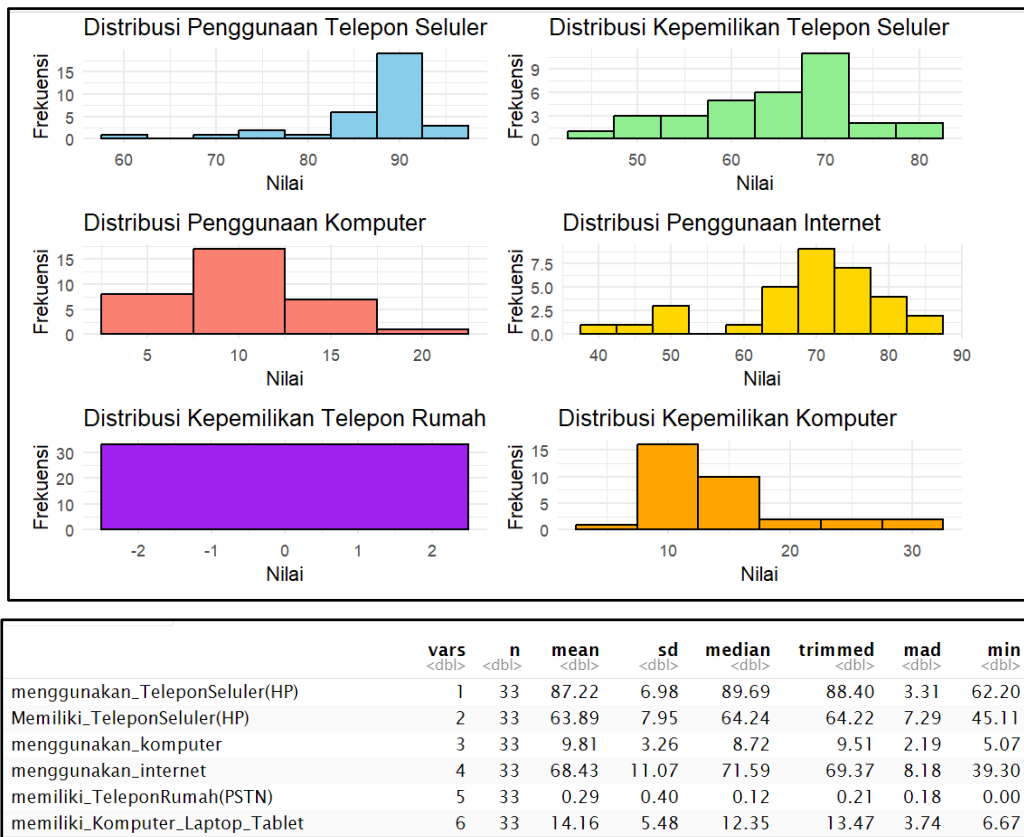 Distribusi Penggunaan Telepon Seluler
Frekuensi
15
10
5
0
60 70 80 90
Nilai
Distribusi Kepemilikan Telepon Seluler
Frekuensi
9
6
3
0
50 60 70 80
Nilai
Distribusi Penggunaan Komputer
Frekuensi
15
10
5
0
5 10 15 20
Nilai
Distribusi Penggunaan Internet
Frekuensi
7.5
5.0
2.5
0.0
40 50 60 70 80 90
Nilai
Distribusi Kepemilikan Telepon Rumah
Frekuensi
30
20
10
0
-2 -1 0 1 2
Nilai
Distribusi Kepemilikan Komputer
Frekuensi
15
10
5
0
10 20 30
Nilai
vars n mean sd median trimmed mad min
<dbl> <dbl> <dbl> <dbl> <dbl> <dbl> <dbl> <dbl>
menggunakan_TeleponSeluler(HP) 1 33 87.22 6.98 89.69 88.40 3.31 62.20
Memiliki_TeleponSeluler(HP) 2 33 63.89 7.95 64.24 64.22 7.29 45.11
menggunakan_komputer 3 33 9.81 3.26 8.72 9.51 2.19 5.07
menggunakan_internet 4 33 68.43 11.07 71.59 69.37 8.18 39.30
memiliki_TeleponRumah(PSTN) 5 33 0.29 0.40 0.12 0.21 0.18 0.00
memiliki_Komputer_Laptop_Tablet 6 33 14.16 5.48 12.35 13.47 3.74 6.67